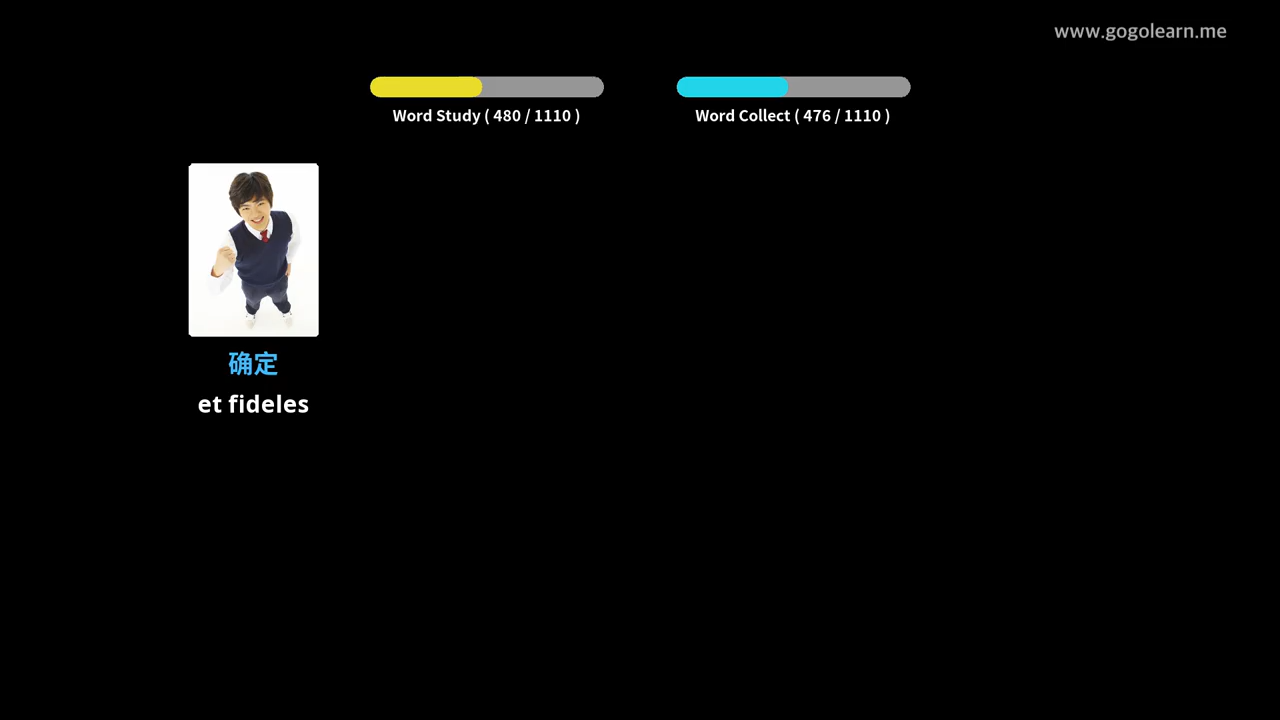 www.gogolearn.me
Word Study ( 480 / 1110 )
Word Collect ( 476 / 1110 )
确定
et fideles